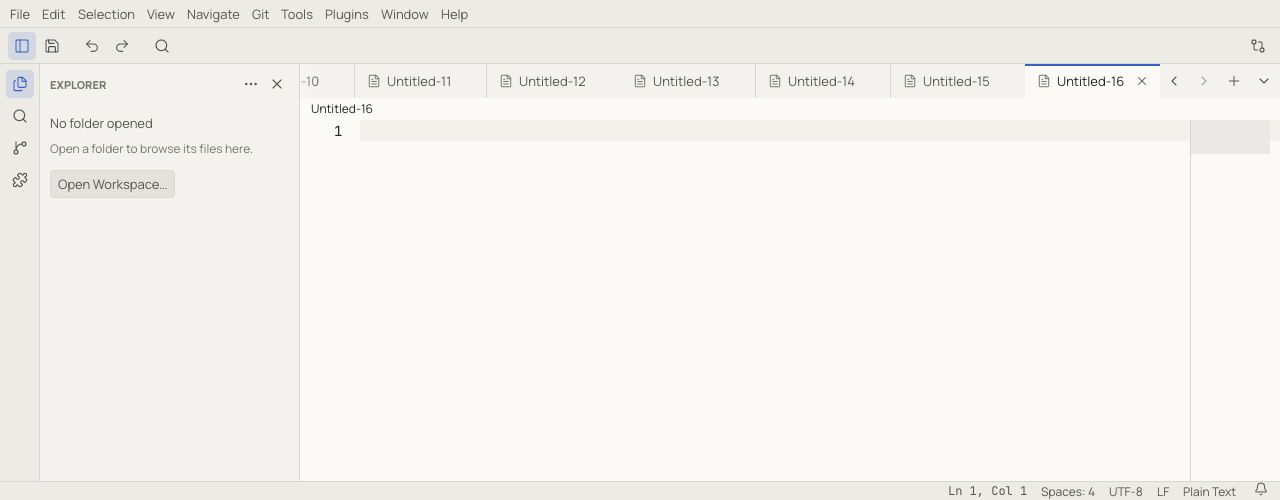 File Edit Selection View Navigate Git Tools Plugins Window Help
EXPLORER
-10 Untitled-11 Untitled-12 Untitled-13 Untitled-14 Untitled-15 Untitled-16
Untitled-16
No folder opened
1
Open a folder to browse its files here.
Open Workspace...
Ln 1, Col 1 Spaces: 4 UTF-8 LF Plain Text